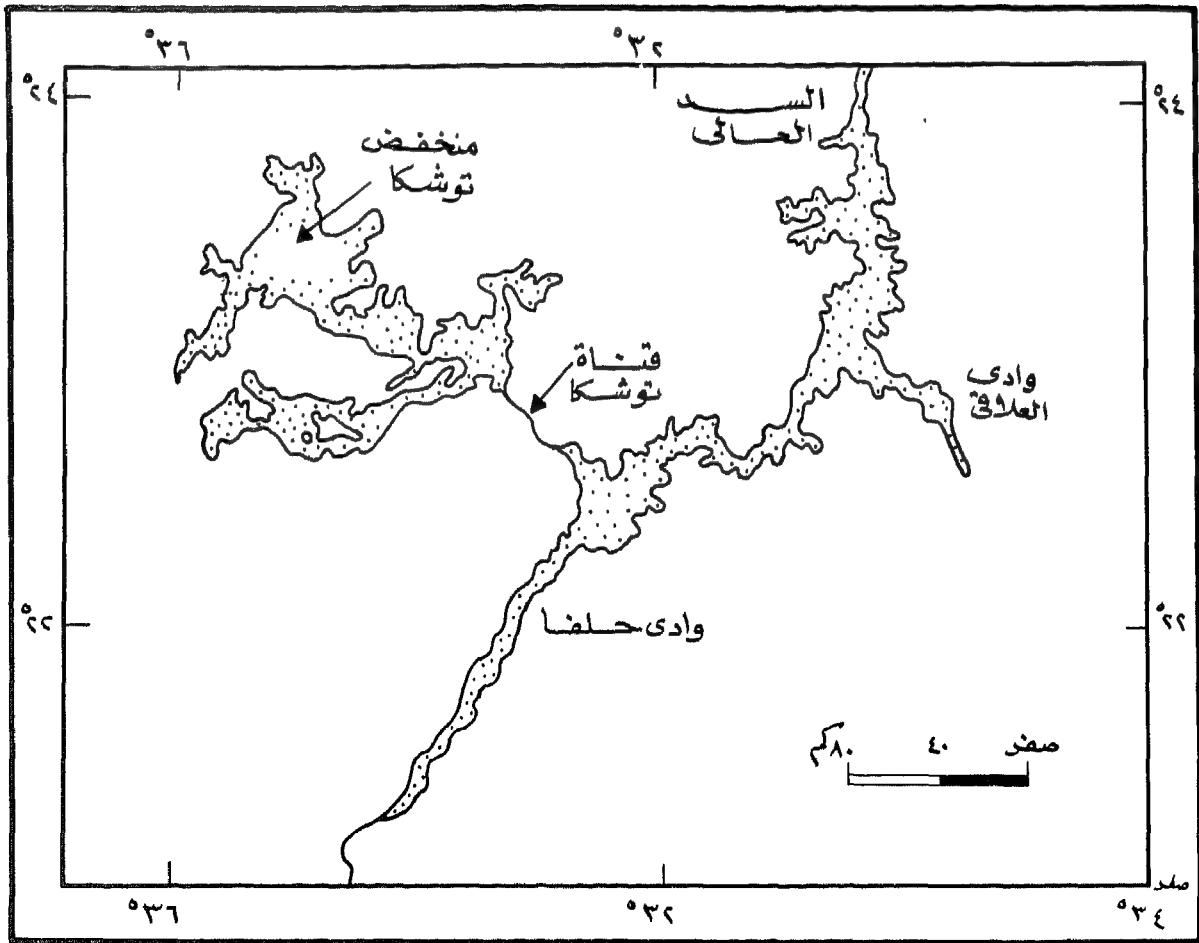 °٣٦
°٣٢
°٢٤
°٢٤
السد
العالى
منخفض
توشكا
قناة
توشكا
وادى
العلاقى
وادى حلفا
°٢٢
°٢٢
صفر ٤٠ ٨٠كم
صفر
°٣٦
°٣٢
°٣٤